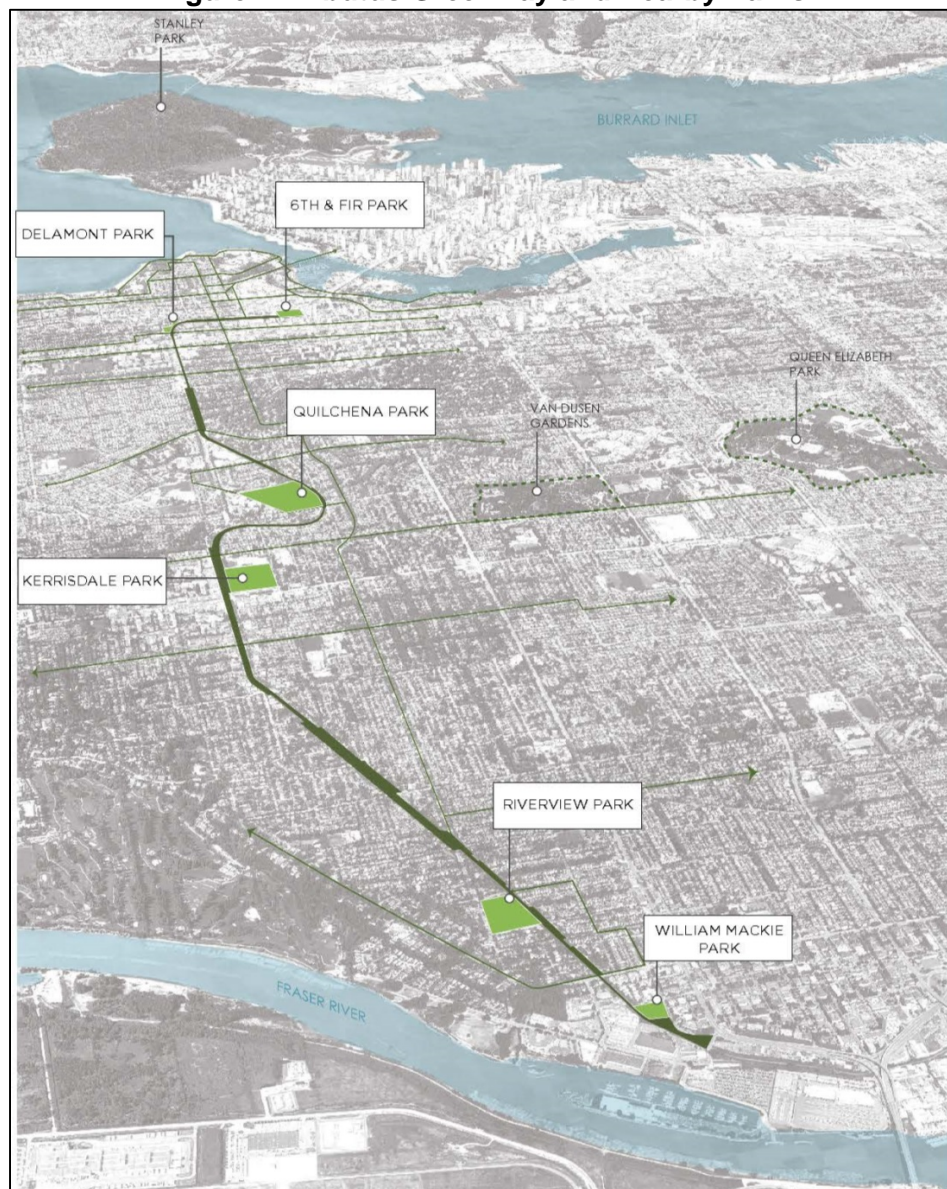 STANLEY
PARK
BURRARD INLET
6TH & FIR PARK
DELAMONT PARK
QUEEN ELIZABETH
PARK
QUILCHENA PARK
VAN DUSEN
GARDENS
KERRISDALE PARK
RIVERVIEW PARK
WILLIAM MACKIE
PARK
FRASER RIVER